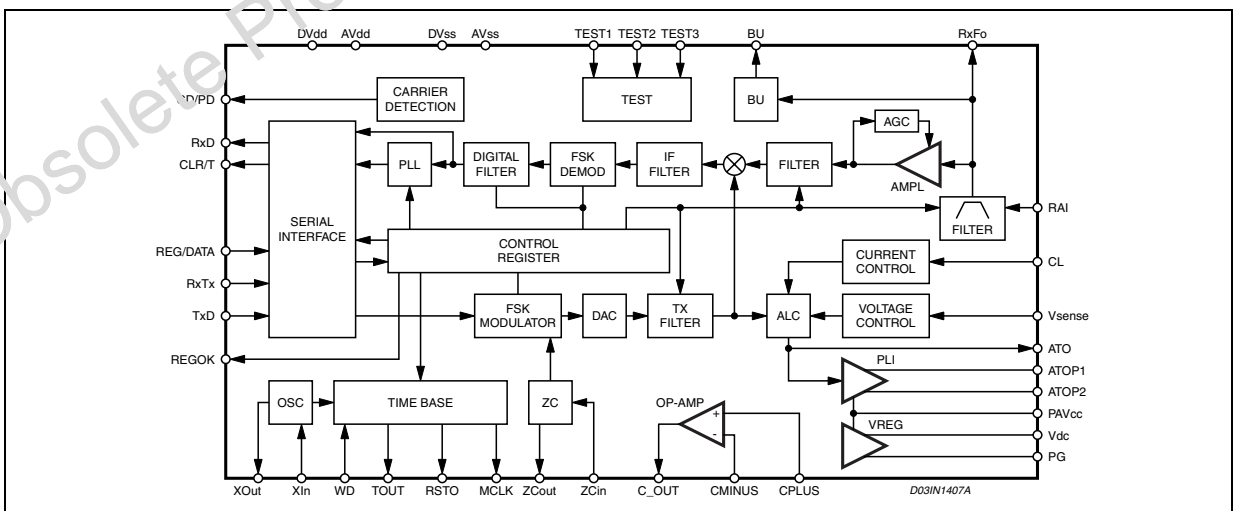 DVdd AVdd DVss AVss TEST1 TEST2 TEST3 BU RxFo
CARRIER
DETECTION
TEST
BU
CD/PD
AGC
RxD
CLR/T
PLL
DIGITAL
FILTER
FSK
DEMOD
IF
FILTER
FILTER
AMPL
FILTER
RAI
SERIAL
INTERFACE
CONTROL
REGISTER
REG/DATA
RxTx
TxD
CURRENT
CONTROL
CL
FSK
MODULATOR
DAC
TX
FILTER
ALC
VOLTAGE
CONTROL
Vsense
REGOK
ATO
PLI
ATOP1
ATOP2
OSC
TIME BASE
ZC
OP-AMP
+
-
PAVcc
VREG
Vdc
PG
XOut XIn WD TOUT RSTO MCLK ZCout ZCin C_OUT CMINUS CPLUS
D03IN1407A
Obsolete